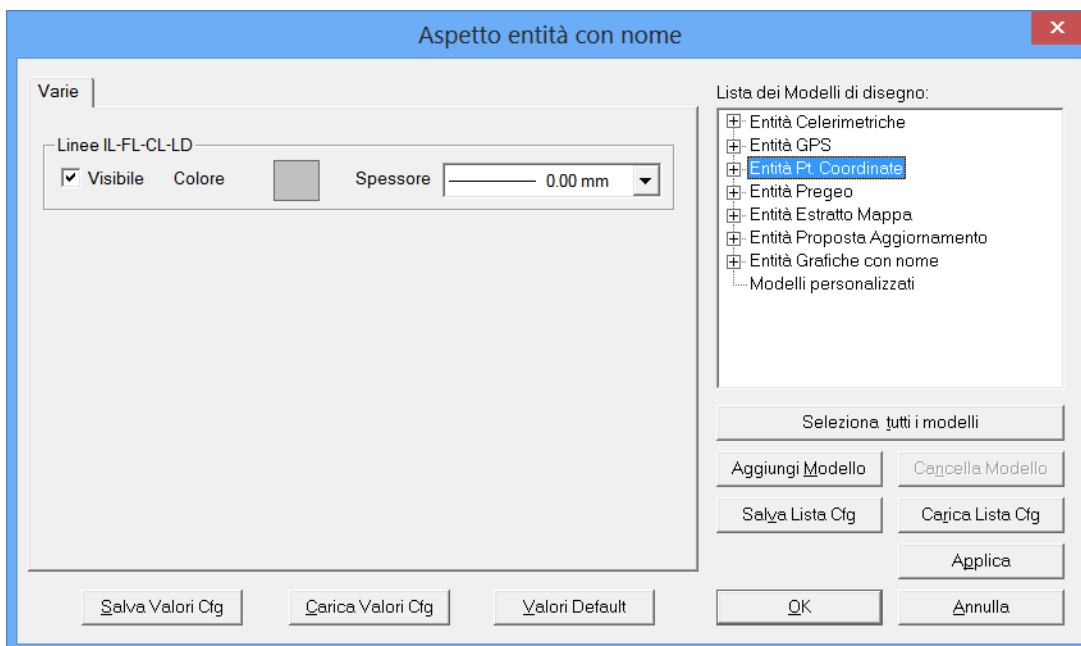 Aspetto entità con nome
x
Varie
Linee IL-FL-CL-LD
Visibile Colore Spessore 0.00 mm
Lista dei Modelli di disegno:
Entità Celerimetriche
Entità GPS
Entità Pt. Coordinate
Entità Pregeo
Entità Estratto Mappa
Entità Proposta Aggiornamento
Entità Grafiche con nome
Modelli personalizzati
Seleziona tutti i modelli
Aggiungi Modello Cancella Modello
Salva Lista Cfg Carica Lista Cfg
Applica
Salva Valori Cfg Carica Valori Cfg Valori Default OK Annulla